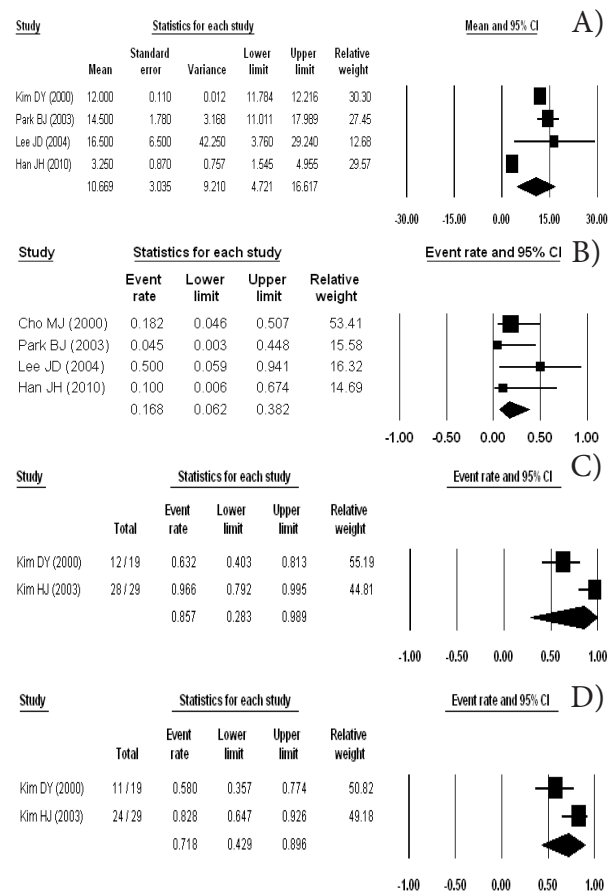 A)
Study Statistics for each study Mean and 95% CI
Mean Standard error Variance Lower limit Upper limit Relative weight
Kim DY (2000) 12.000 0.110 0.012 11.784 12.216 30.30
Park BJ (2003) 14.500 1.780 3.168 11.011 17.989 27.45
Lee JD (2004) 16.500 6.500 42.250 3.760 29.240 12.68
Han JH (2010) 3.250 0.870 0.757 1.545 4.955 29.57
10.669 3.035 9.210 4.721 16.617
-30.00 -15.00 0.00 15.00 30.00
B)
Study Statistics for each study Event rate and 95% CI
Event rate Lower limit Upper limit Relative weight
Cho MJ (2000) 0.182 0.046 0.507 53.41
Park BJ (2003) 0.045 0.003 0.448 15.58
Lee JD (2004) 0.500 0.059 0.941 16.32
Han JH (2010) 0.100 0.006 0.674 14.69
0.168 0.062 0.382
-1.00 -0.50 0.00 0.50 1.00
C)
Study Statistics for each study Event rate and 95% CI
Total Event rate Lower limit Upper limit Relative weight
Kim DY (2000) 12 / 19 0.632 0.403 0.813 55.19
Kim HJ (2003) 28 / 29 0.966 0.792 0.995 44.81
0.857 0.283 0.989
-1.00 -0.50 0.00 0.50 1.00
D)
Study Statistics for each study Event rate and 95% CI
Total Event rate Lower limit Upper limit Relative weight
Kim DY (2000) 11 / 19 0.580 0.357 0.774 50.82
Kim HJ (2003) 24 / 29 0.828 0.647 0.926 49.18
0.718 0.429 0.896
-1.00 -0.50 0.00 0.50 1.00